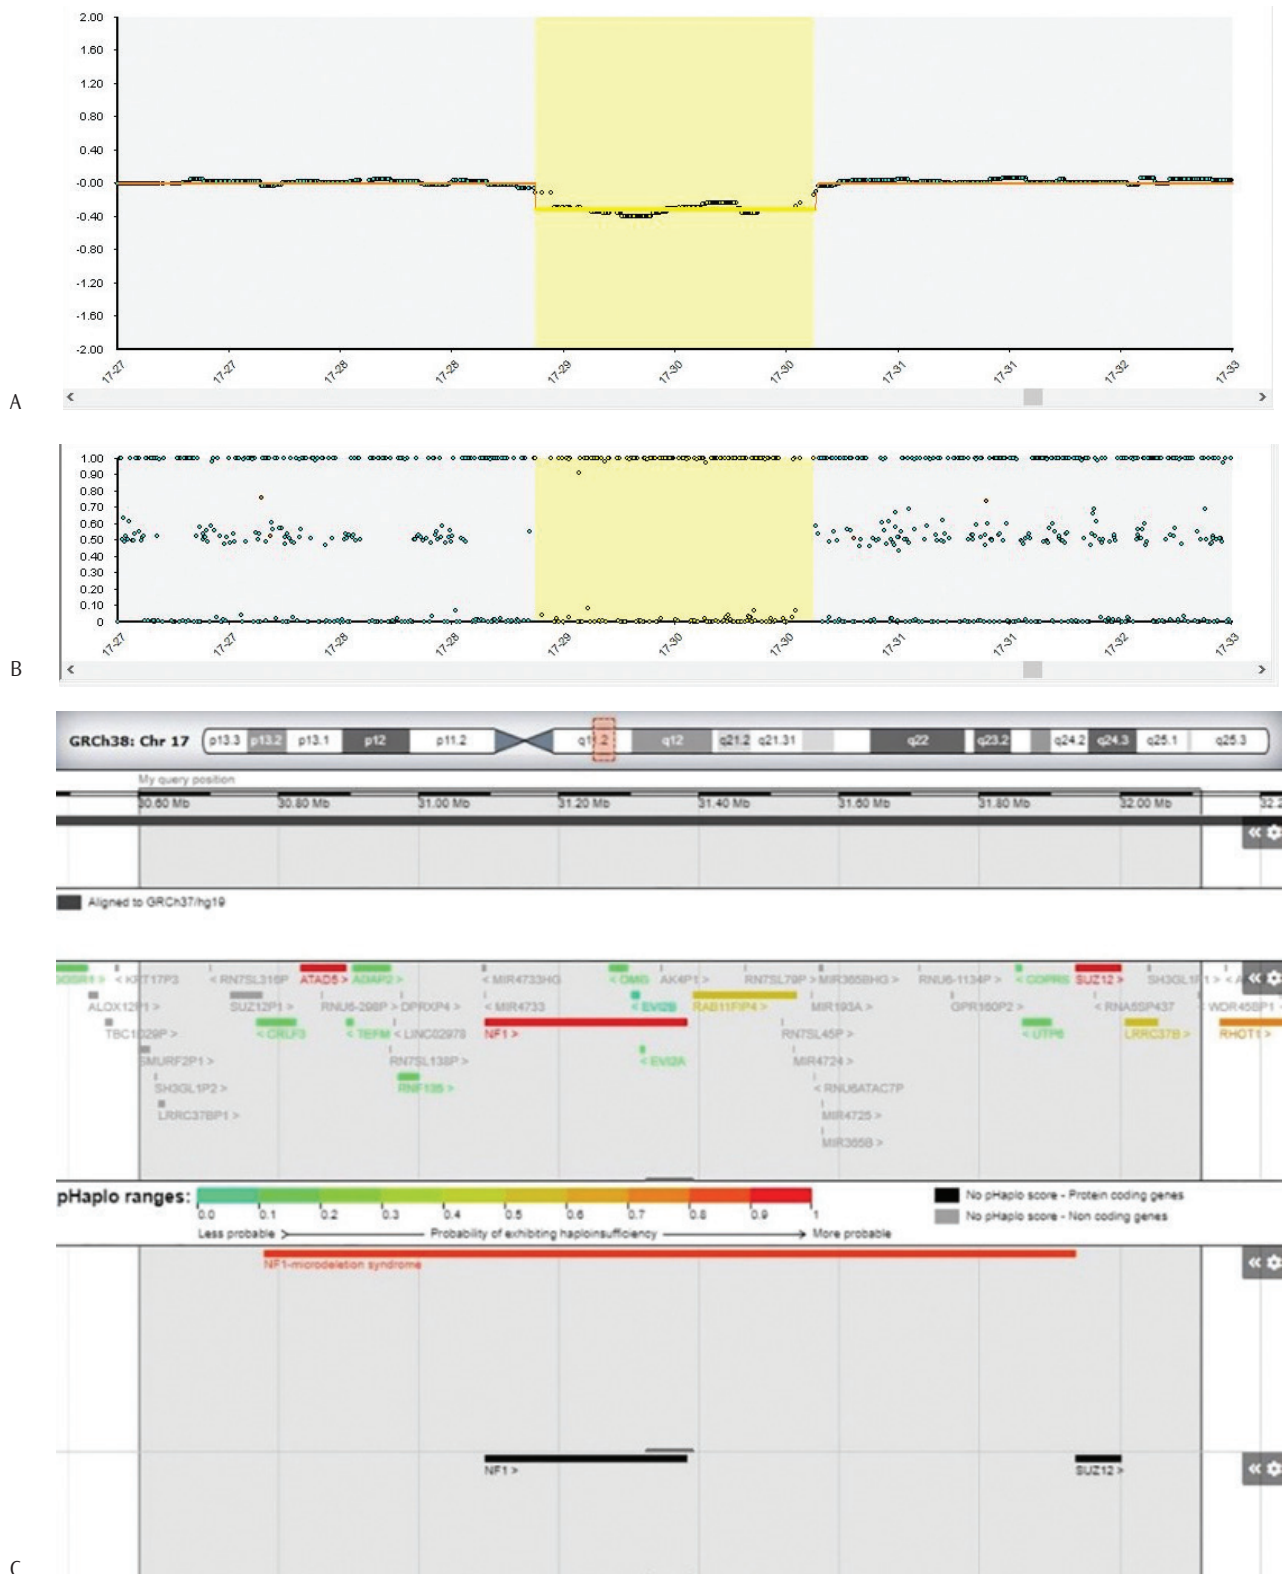 A
2.00
1.60
1.20
0.80
0.40
-0.00
-0.40
-0.80
-1.20
-1.60
-2.00
17-27 17-27 17-28 17-28 17-29 17-30 17-30 17-31 17-31 17-32 17-33
B
1.00
0.90
0.80
0.70
0.60
0.50
0.40
0.30
0.20
0.10
0
17-27 17-27 17-28 17-28 17-29 17-30 17-30 17-31 17-31 17-32 17-33
C
GRCh38: Chr 17 p13.3 p13.2 p13.1 p12 p11.2 q11.2 q12 q21.2 q21.31 q22 q23.2 q24.2 q24.3 q25.1 q25.3
My query position
30.60 Mb 30.80 Mb 31.00 Mb 31.20 Mb 31.40 Mb 31.60 Mb 31.80 Mb 32.00 Mb 32.2
Aligned to GRCh37/hg19
< KRT17P3 < RN7SL316P ATAD5 > ADAP2 > < MIR4733HG < OMG AK4P1 > RN7SL79P > MIR365BHG > RNU6-1134P > < COPRS SUZ12 > SH3GL1P1 > < A
ALOX12P1 > SUZ12P1 > RNU6-298P > DPRXP4 > < MIR4733 < EVI2B RAB11FIP4 > MIR193A > GPR160P2 > < RNA5SP437 < WDR45BP1
TBC1D29P > < CRLF3 < TEFM < LINC02978 NF1 > RN7SL45P > < UTP6 LRRC37B > RHOT1 >
SMURF2P1 > RN7SL138P > < EVI2A MIR4724 >
SH3GL1P2 > RNF135 > < RNU6ATAC7P
LRRC37BP1 > MIR4725 >
MIR365B >
pHaplo ranges:
0.0 0.1 0.2 0.3 0.4 0.5 0.6 0.7 0.8 0.9 1
Less probable > Probability of exhibiting haploinsufficiency > More probable
No pHaplo score - Protein coding genes
No pHaplo score - Non coding genes
NF1-microdeletion syndrome
NF1 > SUZ12 >